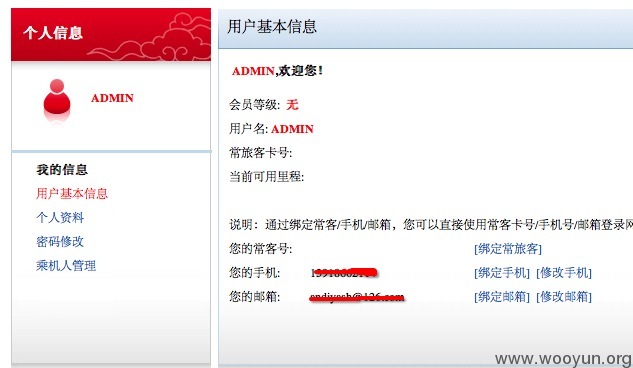 个人信息
ADMIN
我的信息
用户基本信息
个人资料
密码修改
乘机人管理
用户基本信息
ADMIN,欢迎您！
会员等级: 无
用户名: ADMIN
常旅客卡号:
当前可用里程:
说明：通过绑定常客/手机/邮箱，您可以直接使用常客卡号/手机号/邮箱登录网
您的常客号: [绑定常旅客]
您的手机: [绑定手机] [修改手机]
您的邮箱: [绑定邮箱] [修改邮箱]
www.wooyun.org